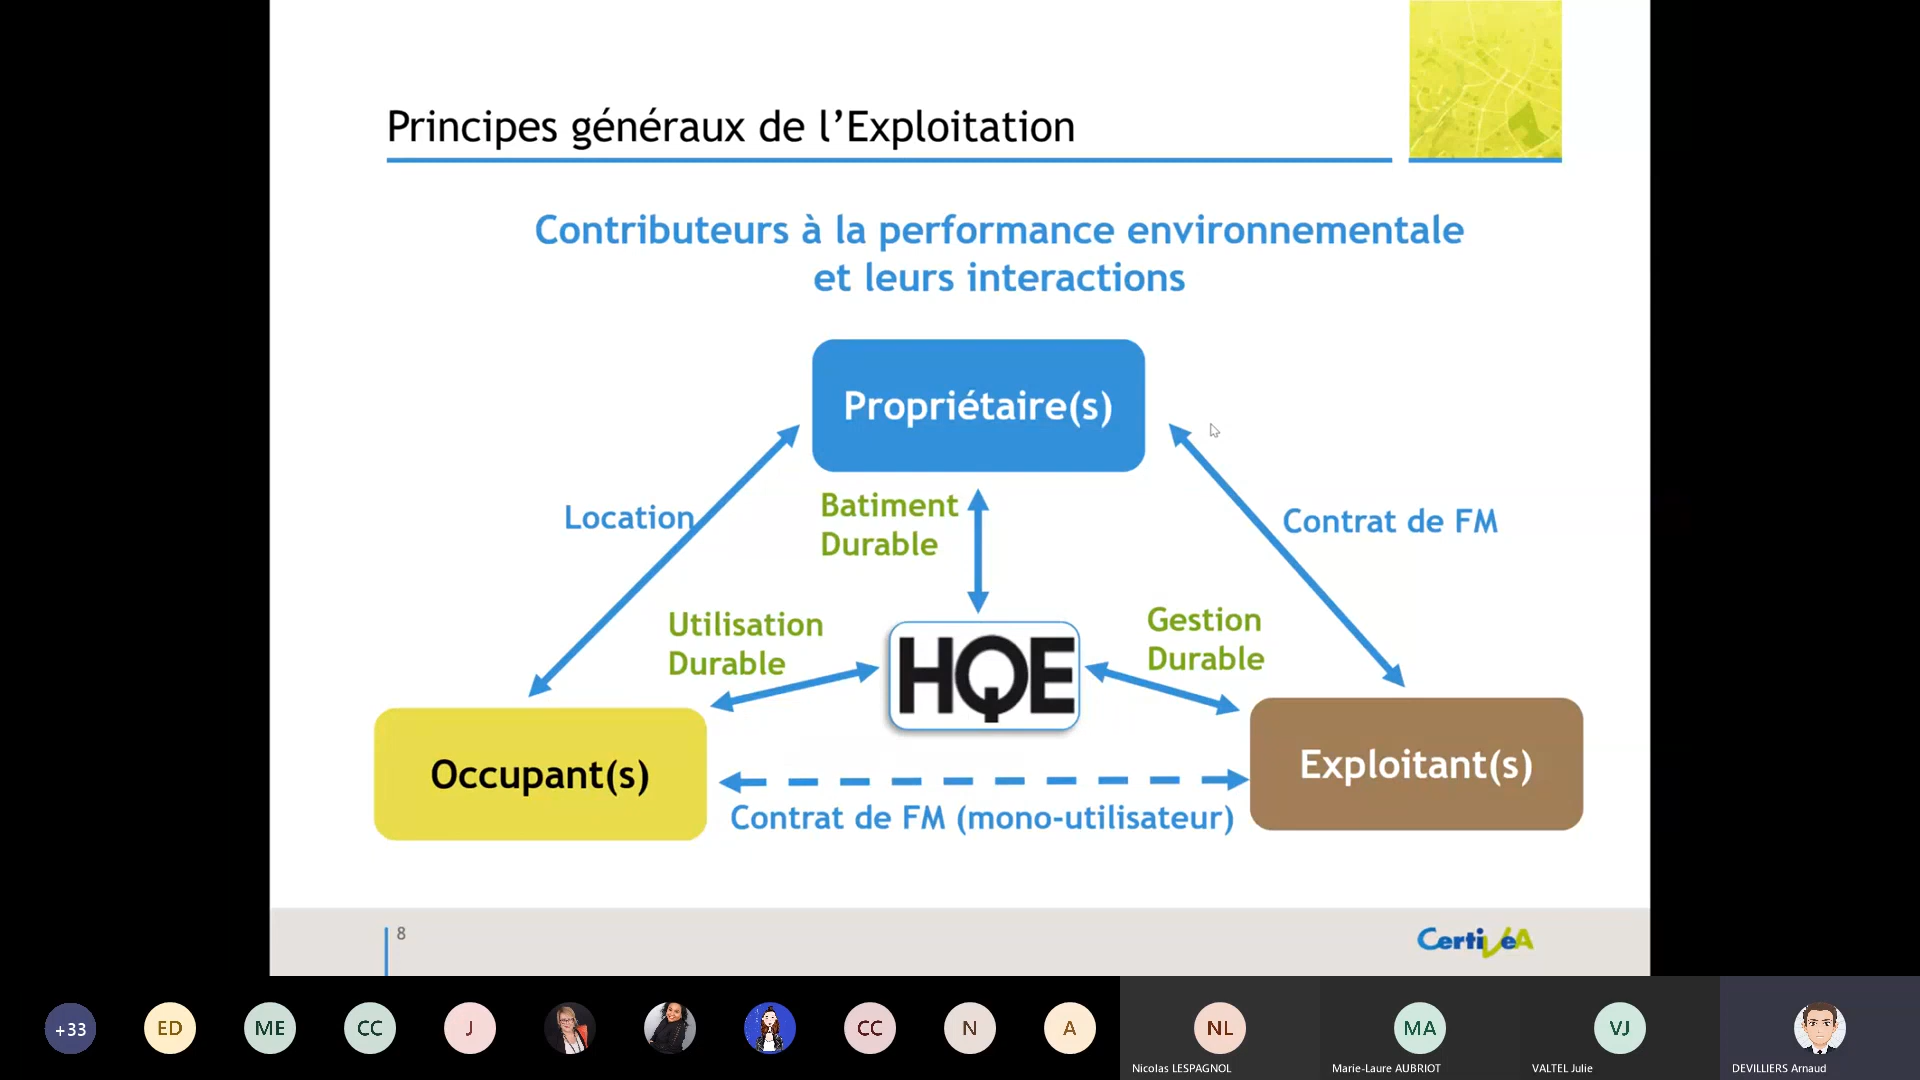 Principes généraux de l’Exploitation
Contributeurs à la performance environnementale
et leurs interactions
Propriétaire(s)
Location
Batiment
Durable
Contrat de FM
Utilisation
Durable
HQE
Gestion
Durable
Occupant(s)
Exploitant(s)
Contrat de FM (mono-utilisateur)
8
CertiVéA
+33
ED
ME
CC
J
CC
N
A
NL
MA
VJ
Nicolas LESPAGNOL
Marie-Laure AUBRIOT
VALTEL Julie
DEVILLIERS Arnaud